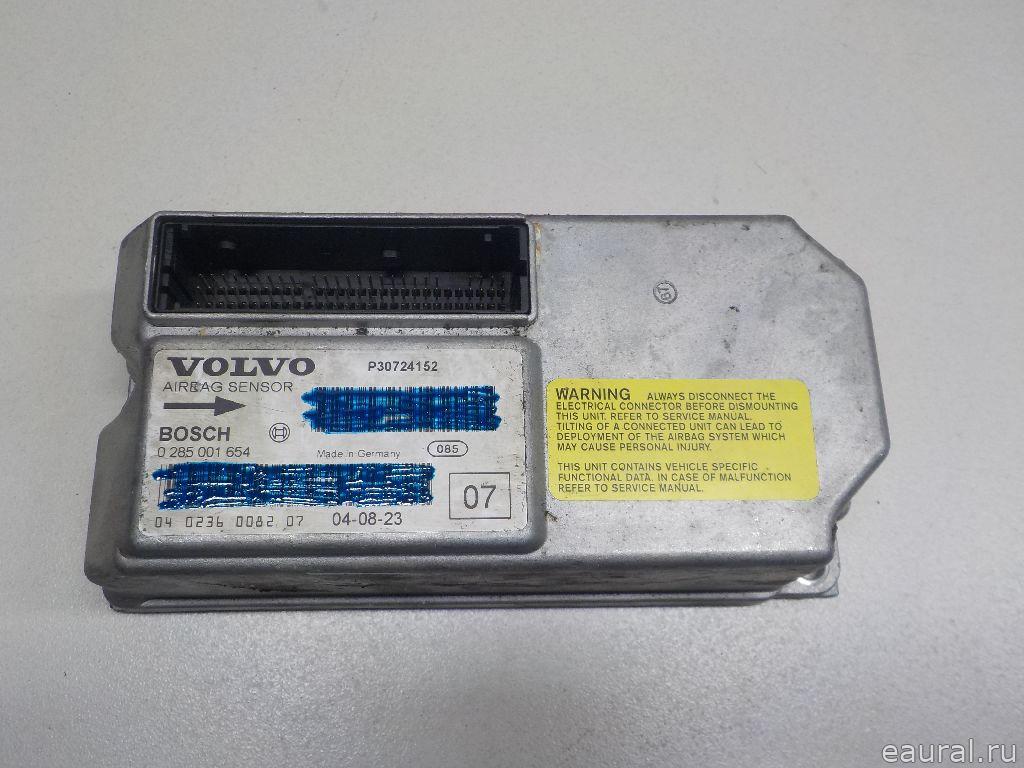 VOLVO P30724152
AIRBAG SENSOR
BOSCH
0 285 001 654 Made in Germany 085
07
04 0236 0082 07 04-08-23
WARNING ALWAYS DISCONNECT THE
ELECTRICAL CONNECTOR BEFORE DISMOUNTING
THIS UNIT. REFER TO SERVICE MANUAL.
TILTING OF A CONNECTED UNIT CAN LEAD TO
DEPLOYMENT OF THE AIRBAG SYSTEM WHICH
MAY CAUSE PERSONAL INJURY.
THIS UNIT CONTAINS VEHICLE SPECIFIC
FUNCTIONAL DATA. IN CASE OF MALFUNCTION
REFER TO SERVICE MANUAL.
eaural.ru